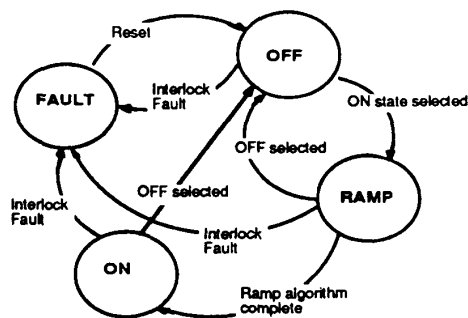 Reset
OFF
FAULT
Interlock
Fault
ON state selected
OFF selected
OFF selected
RAMP
Interlock
Fault
Interlock
Fault
ON
Ramp algorithm
complete